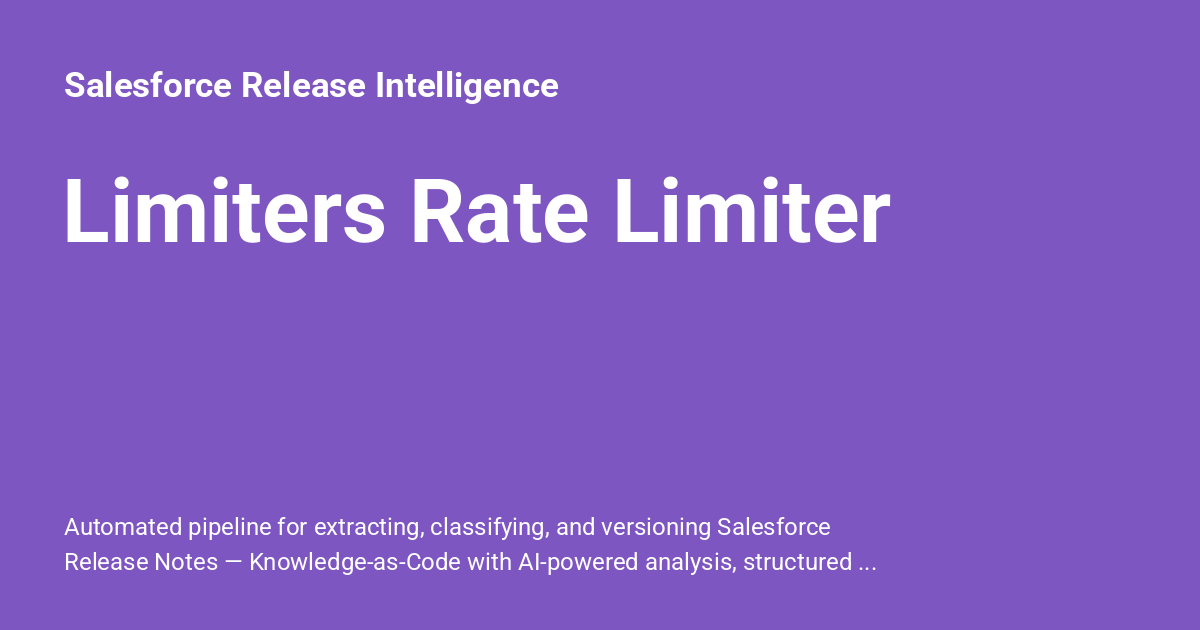 Salesforce Release Intelligence
Limiters Rate Limiter
Automated pipeline for extracting, classifying, and versioning Salesforce
Release Notes — Knowledge-as-Code with AI-powered analysis, structured ...